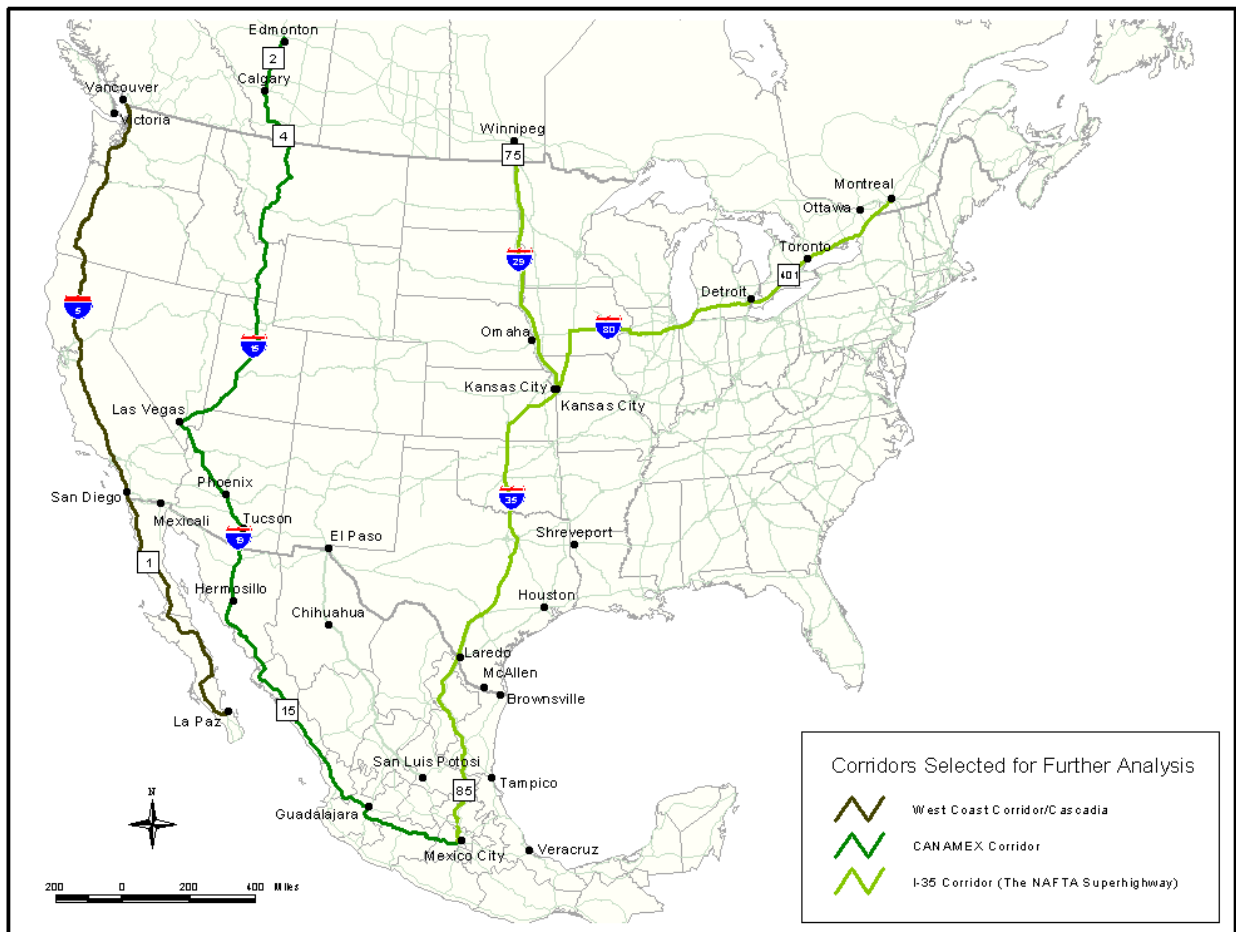 Edmonton
2
Calgary
Vancouver
Victoria
4
Winnipeg
75
Montreal
Ottawa
Toronto
401
Detroit
29
5
80
15
Omaha
Kansas City
Kansas City
Las Vegas
San Diego
Phoenix
Mexicali
Tucson
19
35
El Paso
Shreveport
1
Hermosillo
Chihuahua
Houston
Laredo
McAllen
Brownsville
La Paz
15
San Luis Potosi
Tampico
85
Guadalajara
Mexico City
Veracruz
N
200 0 200 400 Miles
Corridors Selected for Further Analysis
West Coast Corridor/Cascadia
CANAMEX Corridor
I-35 Corridor (The NAFTA Superhighway)